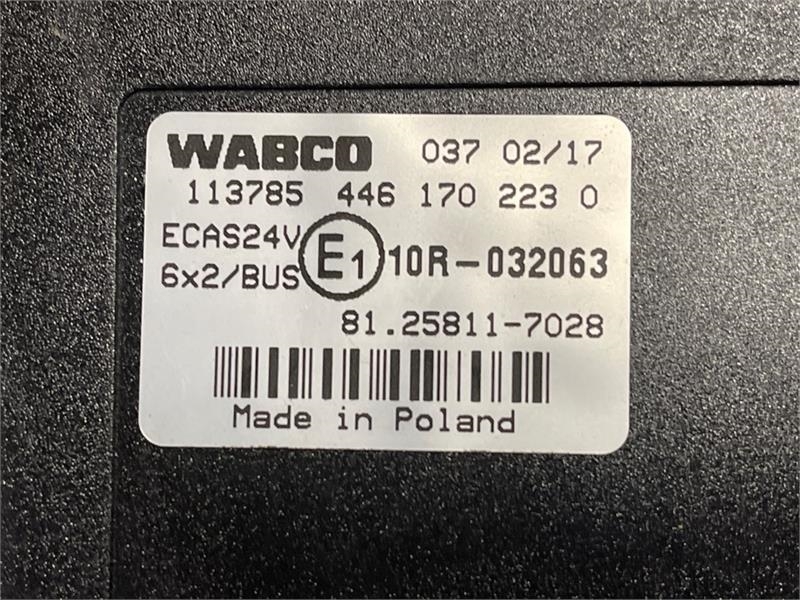 WABCO 037 02/17
113785 446 170 223 0
ECAS24V
6x2/BUS
E1 10R-032063
81.25811-7028
Made in Poland